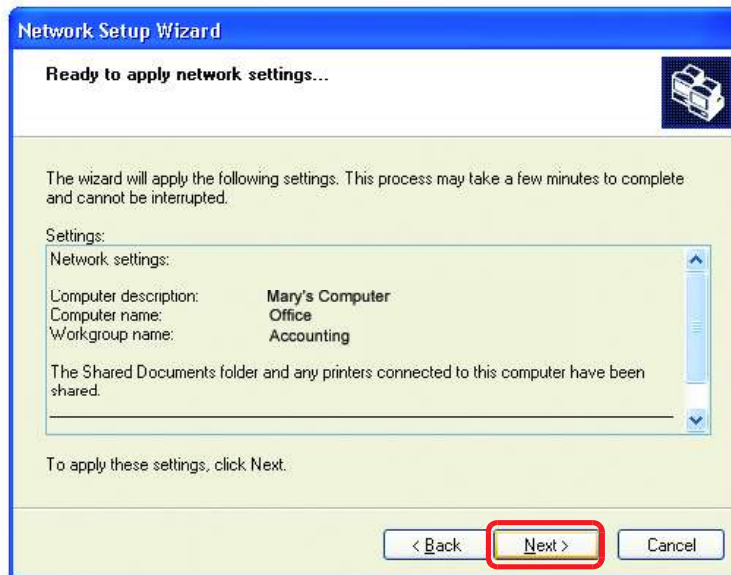 Network Setup Wizard
Ready to apply network settings...
The wizard will apply the following settings. This process may take a few minutes to complete
and cannot be interrupted.
Settings:
Network settings:
Computer description: Mary's Computer
Computer name: Office
Workgroup name: Accounting
The Shared Documents folder and any printers connected to this computer have been
shared.
To apply these settings, click Next.
< Back Next > Cancel